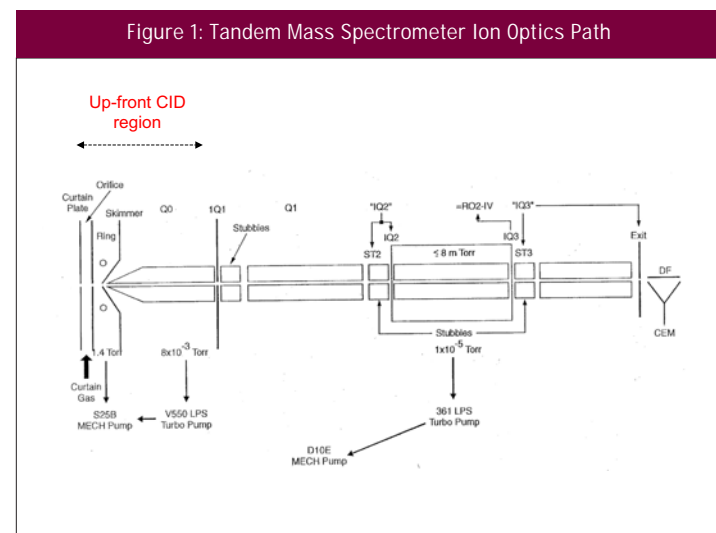 Figure 1: Tandem Mass Spectrometer Ion Optics Path
Up-front CID
region
Orifice
Curtain
Plate
Skimmer
Q0
1Q1
Q1
"IQ2"
=RO2-IV
"IQ3"
Ring
Stubbies
IQ2
IQ3
Exit
ST2
≤ 8 m Torr
ST3
DF
CEM
Stubbies
1.4 Torr
8x10-3 Torr
1x10-5 Torr
Curtain
Gas
S25B
MECH Pump
V550 LPS
Turbo Pump
361 LPS
Turbo Pump
D10E
MECH Pump